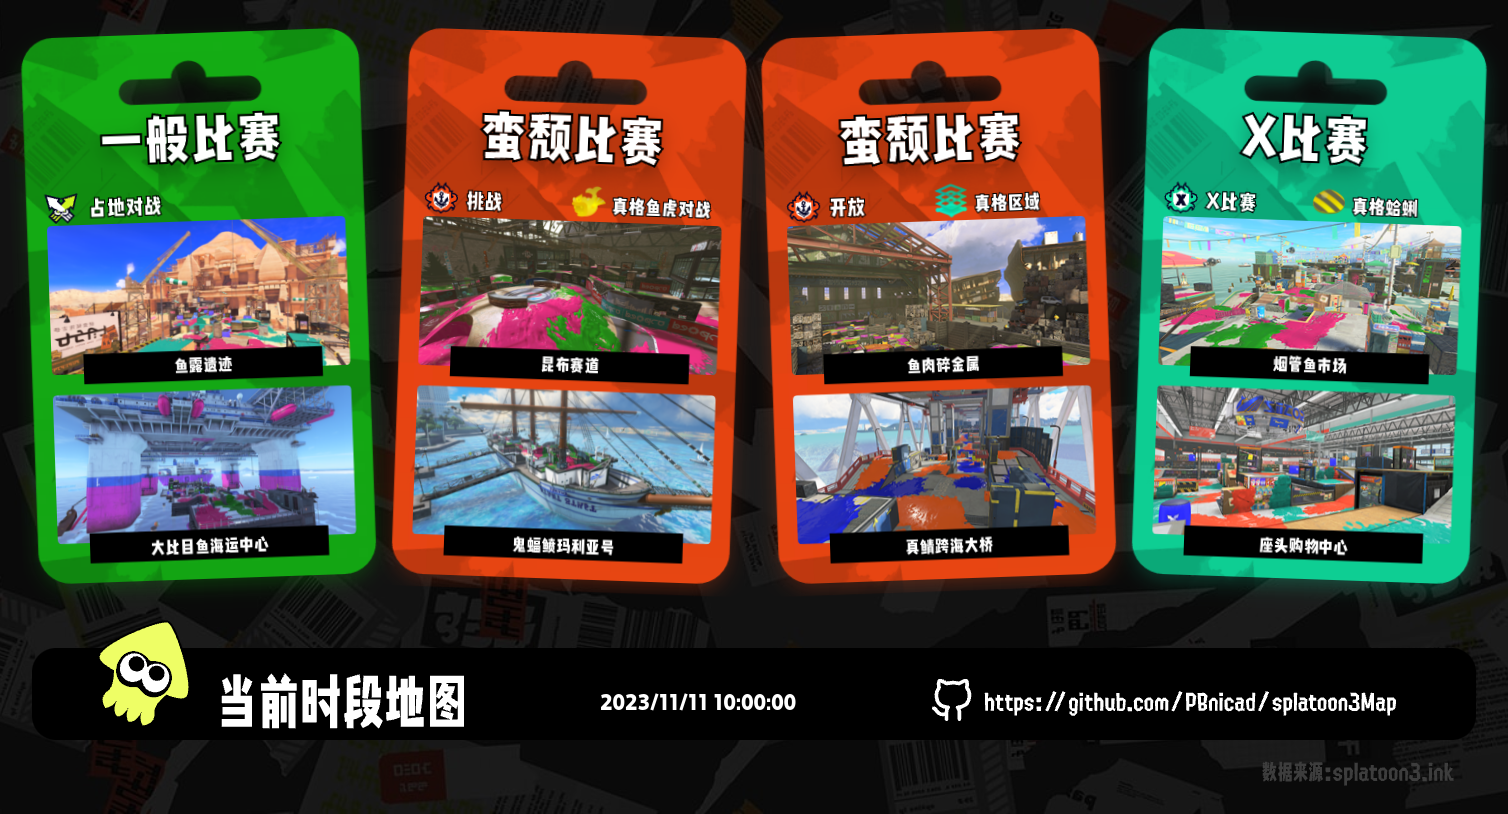 一般比赛
占地对战
鱼露遗迹
大比目鱼海运中心
蛮颓比赛
挑战
真格鱼虎对战
昆布赛道
鬼蝠鲼玛利亚号
蛮颓比赛
开放
真格区域
鱼肉碎金属
真鲭跨海大桥
X比赛
X比赛
真格蛤蜊
烟管鱼市场
座头购物中心
当前时段地图
2023/11/11 10:00:00
https://github.com/PBnicad/splatoon3Map
数据来源:splatoon3.ink